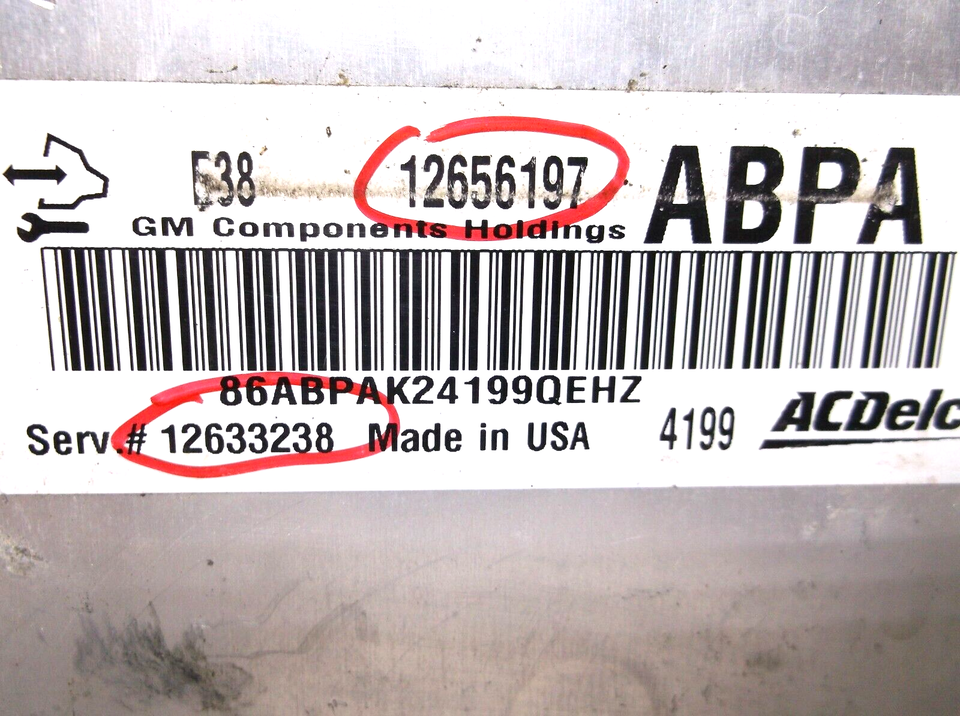 E38 12656197 ABPA
GM Components Holdings
86ABPAK24199QEHZ
Serv.# 12633238 Made in USA 4199 ACDelc